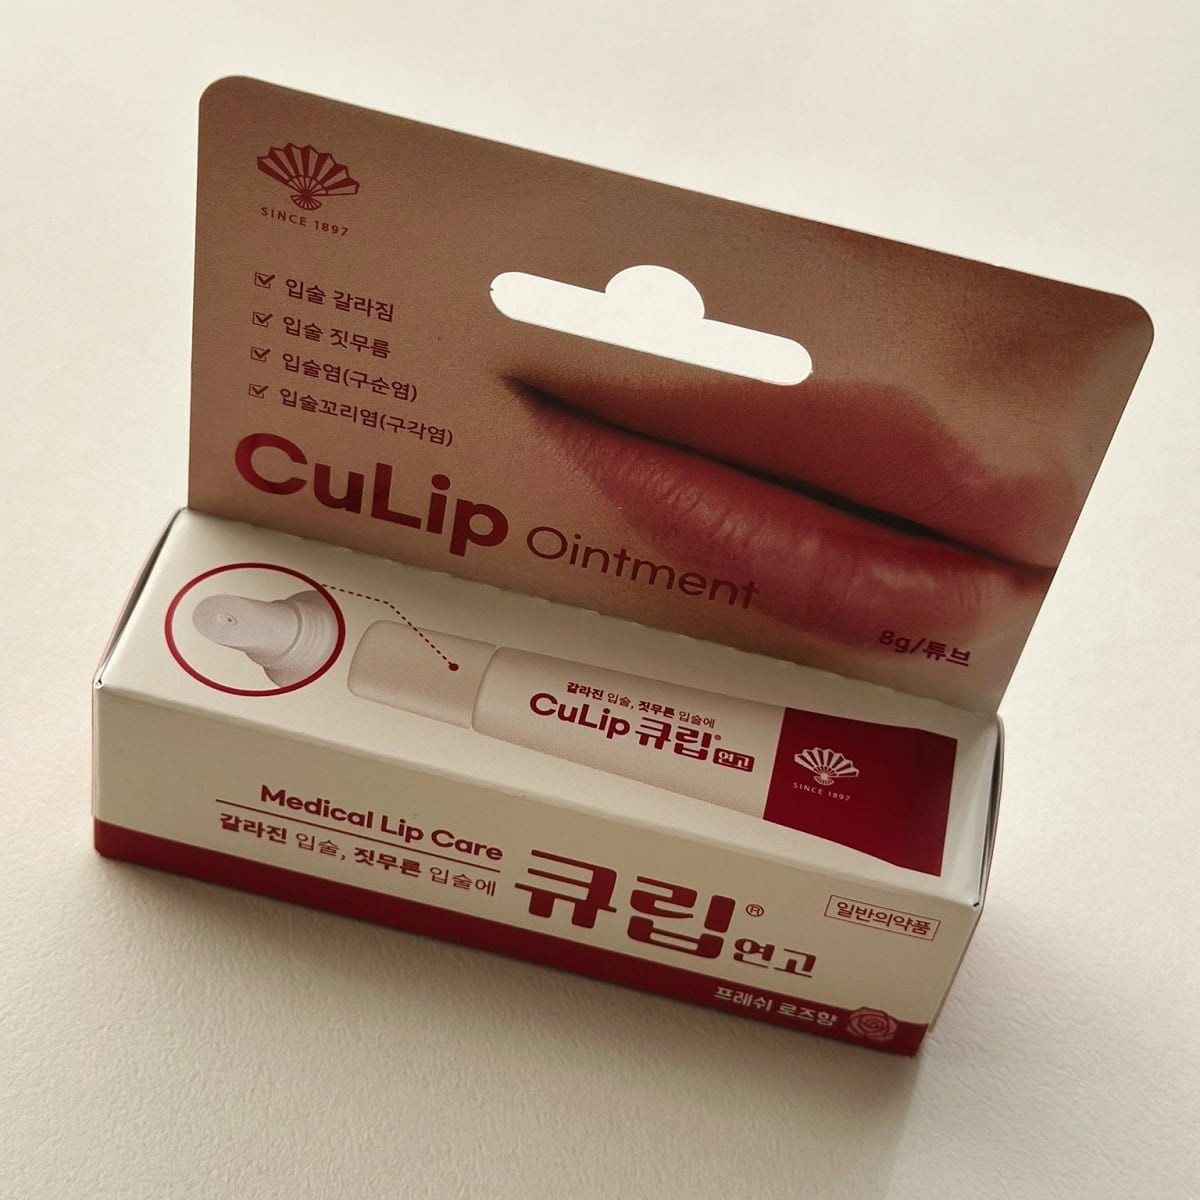 SINCE 1897
입술 갈라짐
입술 짓무름
입술염(구순염)
입술꼬리염(구각염)
CuLip Ointment
8g/튜브
갈라진 입술, 짓무른 입술에
CuLip 큐립® 연고
SINCE 1897
Medical Lip Care
갈라진 입술, 짓무른 입술에
큐립® 연고
일반의약품
프레쉬 로즈향